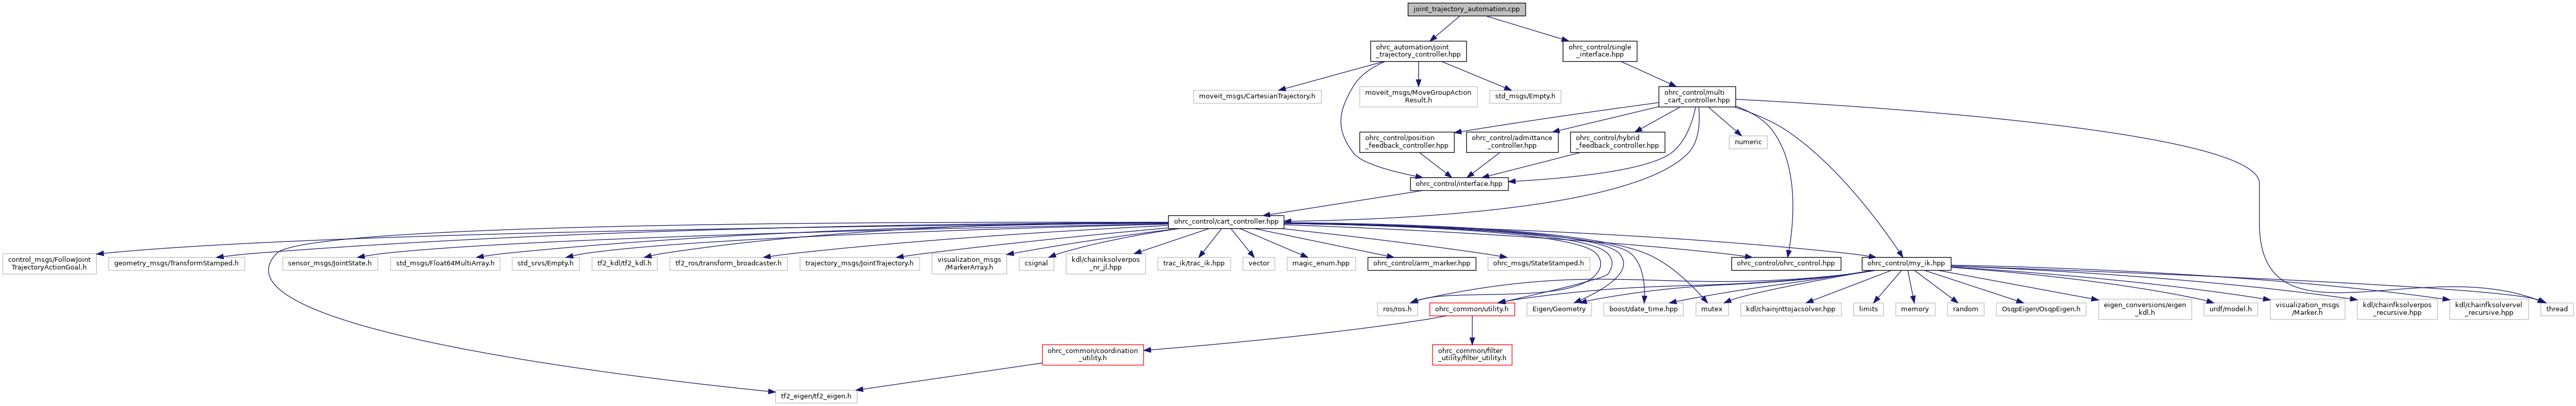 joint_trajectory_automation.cpp
ohrc_automation/joint
_trajectory_controller.hpp
ohrc_control/single
_interface.hpp
moveit_msgs/CartesianTrajectory.h
moveit_msgs/MoveGroupAction
Result.h
std_msgs/Empty.h
ohrc_control/multi
_cart_controller.hpp
ohrc_control/position
_feedback_controller.hpp
ohrc_control/admittance
_controller.hpp
ohrc_control/hybrid
_feedback_controller.hpp
numeric
ohrc_control/interface.hpp
ohrc_control/cart_controller.hpp
control_msgs/FollowJoint
TrajectoryActionGoal.h
geometry_msgs/TransformStamped.h
sensor_msgs/JointState.h
std_msgs/Float64MultiArray.h
std_srvs/Empty.h
tf2_kdl/tf2_kdl.h
tf2_ros/transform_broadcaster.h
trajectory_msgs/JointTrajectory.h
visualization_msgs
/MarkerArray.h
csignal
kdl/chainiksolverpos
_nr_jl.hpp
trac_ik/trac_ik.hpp
vector
magic_enum.hpp
ohrc_control/arm_marker.hpp
ohrc_msgs/StateStamped.h
ohrc_control/ohrc_control.hpp
ohrc_control/my_ik.hpp
ros/ros.h
ohrc_common/utility.h
Eigen/Geometry
boost/date_time.hpp
mutex
kdl/chainjnttojacsolver.hpp
limits
memory
random
OsqpEigen/OsqpEigen.h
eigen_conversions/eigen
_kdl.h
urdf/model.h
visualization_msgs
/Marker.h
kdl/chainfksolverpos
_recursive.hpp
kdl/chainfksolvervel
_recursive.hpp
thread
ohrc_common/coordination
_utility.h
ohrc_common/filter
_utility/filter_utility.h
tf2_eigen/tf2_eigen.h